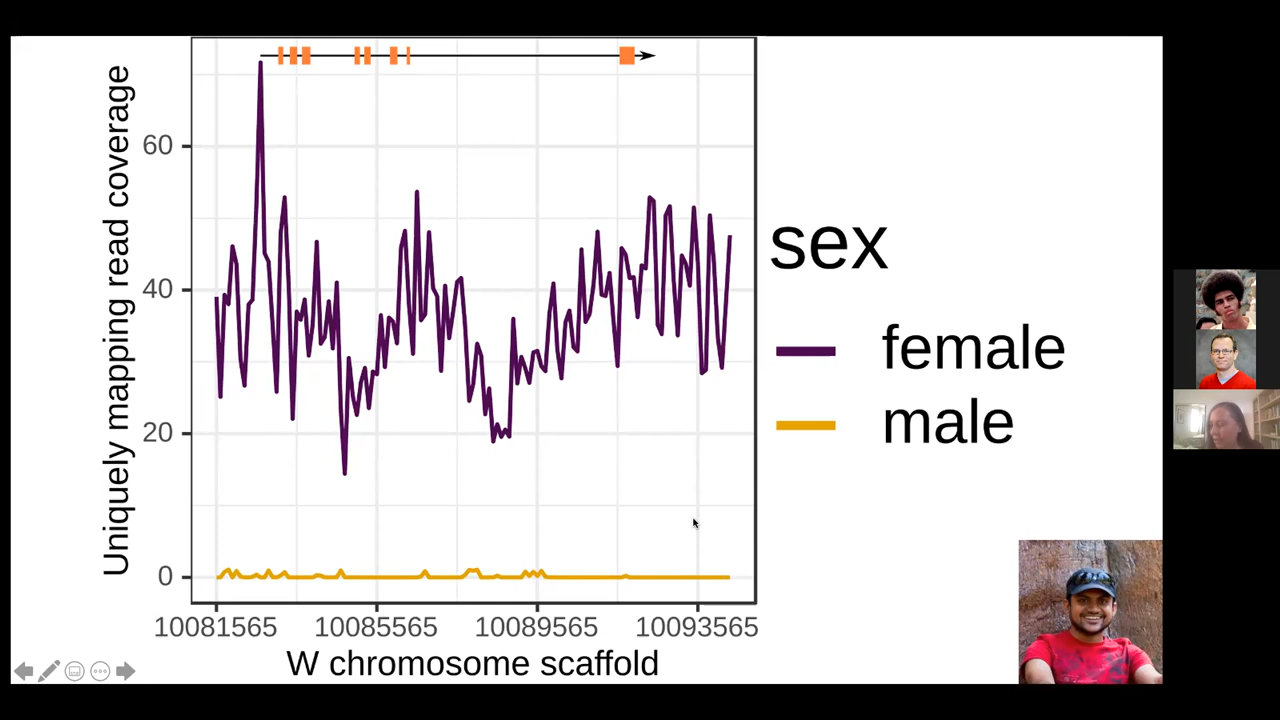 Uniquely mapping read coverage
60
40
20
0
10081565 10085565 10089565 10093565
W chromosome scaffold
sex
female
male